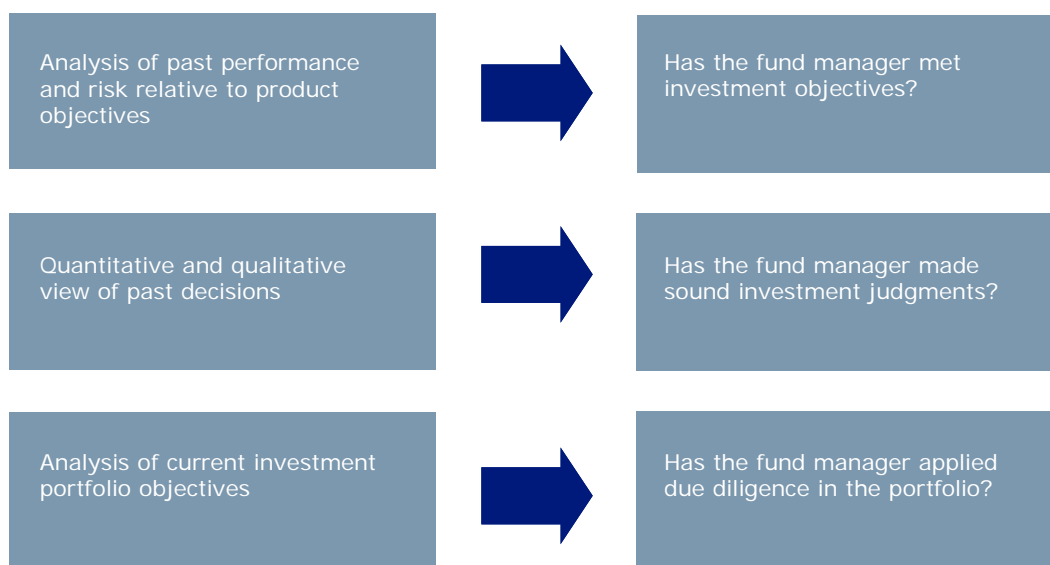 Analysis of past performance
and risk relative to product
objectives
Has the fund manager met
investment objectives?
Quantitative and qualitative
view of past decisions
Has the fund manager made
sound investment judgments?
Analysis of current investment
portfolio objectives
Has the fund manager applied
due diligence in the portfolio?